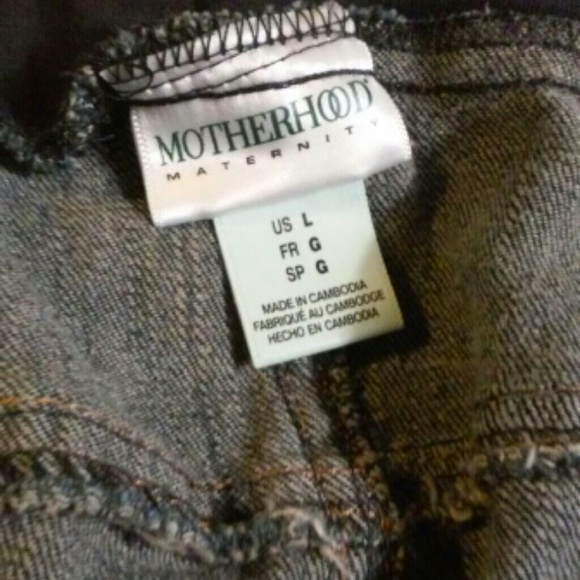 MOTHERHOOD
MATERNITY
US L
FR G
SP G
MADE IN CAMBODIA
FABRIQUÉ AU CAMBODGE
HECHO EN CAMBODIA